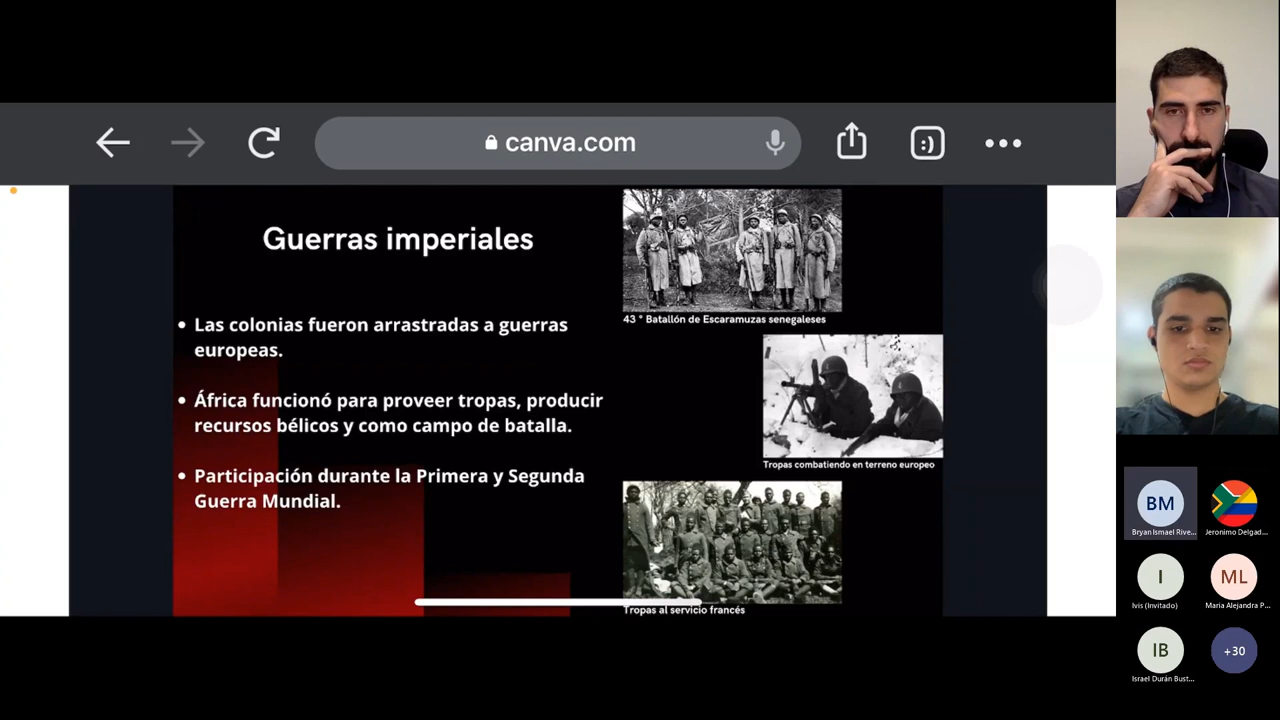 canva.com
Guerras imperiales
• Las colonias fueron arrastradas a guerras
europeas.
• África funcionó para proveer tropas, producir
recursos bélicos y como campo de batalla.
• Participación durante la Primera y Segunda
Guerra Mundial.
43 ° Batallón de Escaramuzas senegaleses
Tropas combatiendo en terreno europeo
Tropas al servicio francés
BM
Bryan Ismael Rive...
Jeronimo Delgad...
I
Ivis (Invitado)
ML
Maria Alejandra P...
IB
Israel Durán Bust...
+30